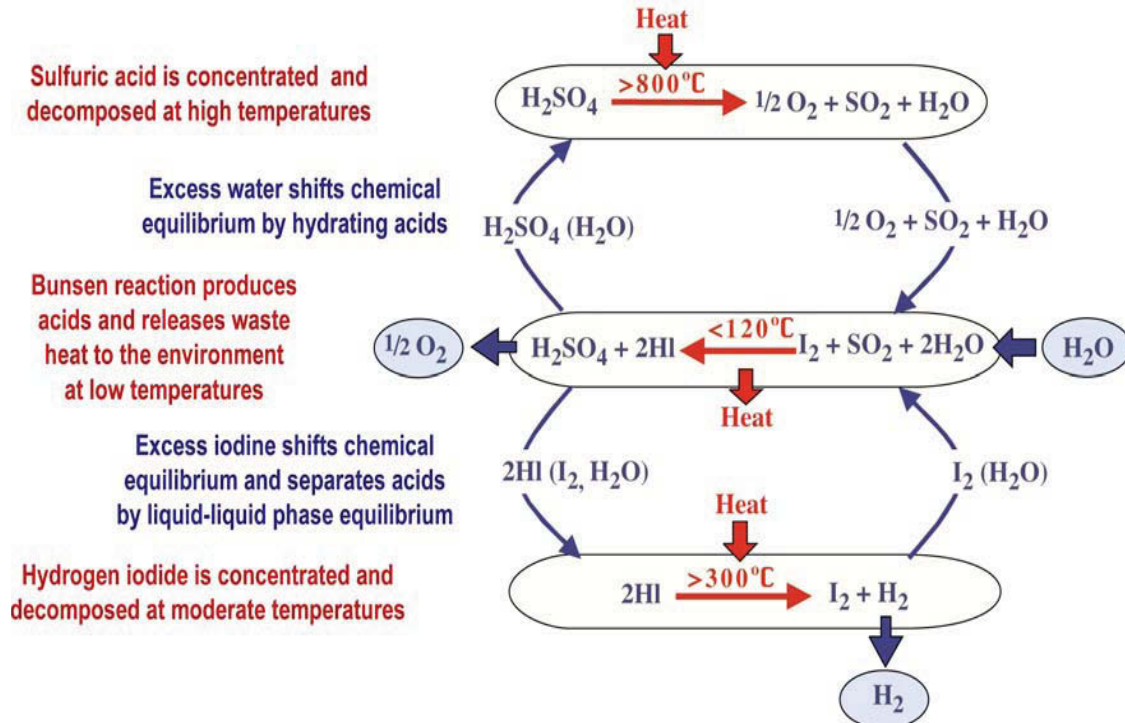 Heat
Sulfuric acid is concentrated and
decomposed at high temperatures
>800°C
H₂SO₄
½ O₂ + SO₂ + H₂O
Excess water shifts chemical
equilibrium by hydrating acids
H₂SO₄ (H₂O)
½ O₂ + SO₂ + H₂O
Bunsen reaction produces
acids and releases waste
heat to the environment
at low temperatures
½ O₂
H₂SO₄ + 2HI
<120°C
I₂ + SO₂ + 2H₂O
H₂O
Heat
Excess iodine shifts chemical
equilibrium and separates acids
by liquid-liquid phase equilibrium
2HI (I₂, H₂O)
I₂ (H₂O)
Heat
Hydrogen iodide is concentrated and
decomposed at moderate temperatures
>300°C
2HI
I₂ + H₂
H₂